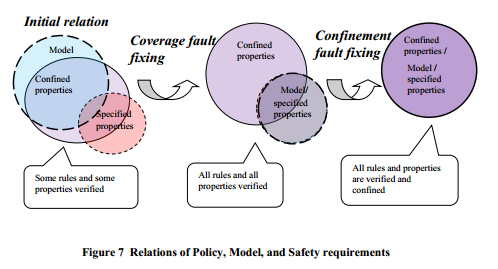 Initial relation
Model
Confined
properties
Specified
properties
Some rules and some
properties verified
Coverage fault
fixing
Confined
properties
Model/
specified
properties
All rules and all
properties verified
Confinement
fault fixing
Confined
properties /
Model /
specified
properties
All rules and properties
are verified and
confined
Figure 7 Relations of Policy, Model, and Safety requirements